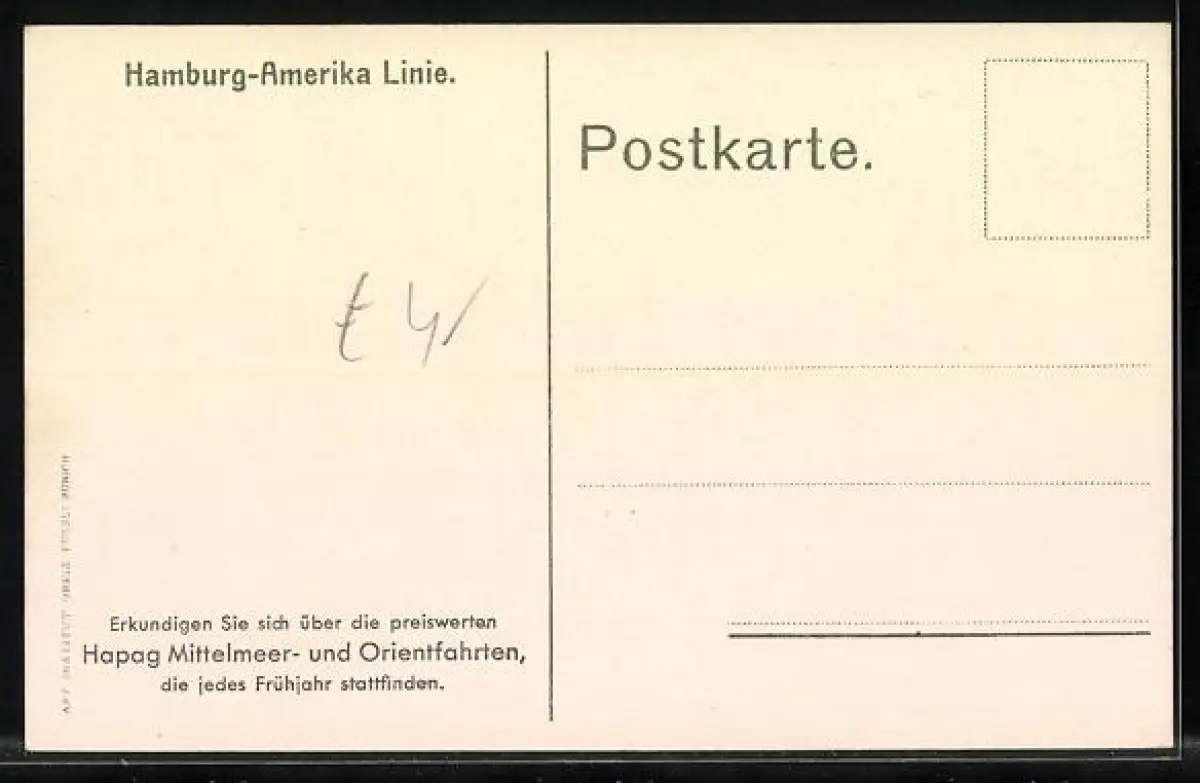 Hamburg-Amerika Linie.
Postkarte.
Erkundigen Sie sich über die preiswerten
Hapag Mittelmeer- und Orientfahrten,
die jedes Frühjahr stattfinden.